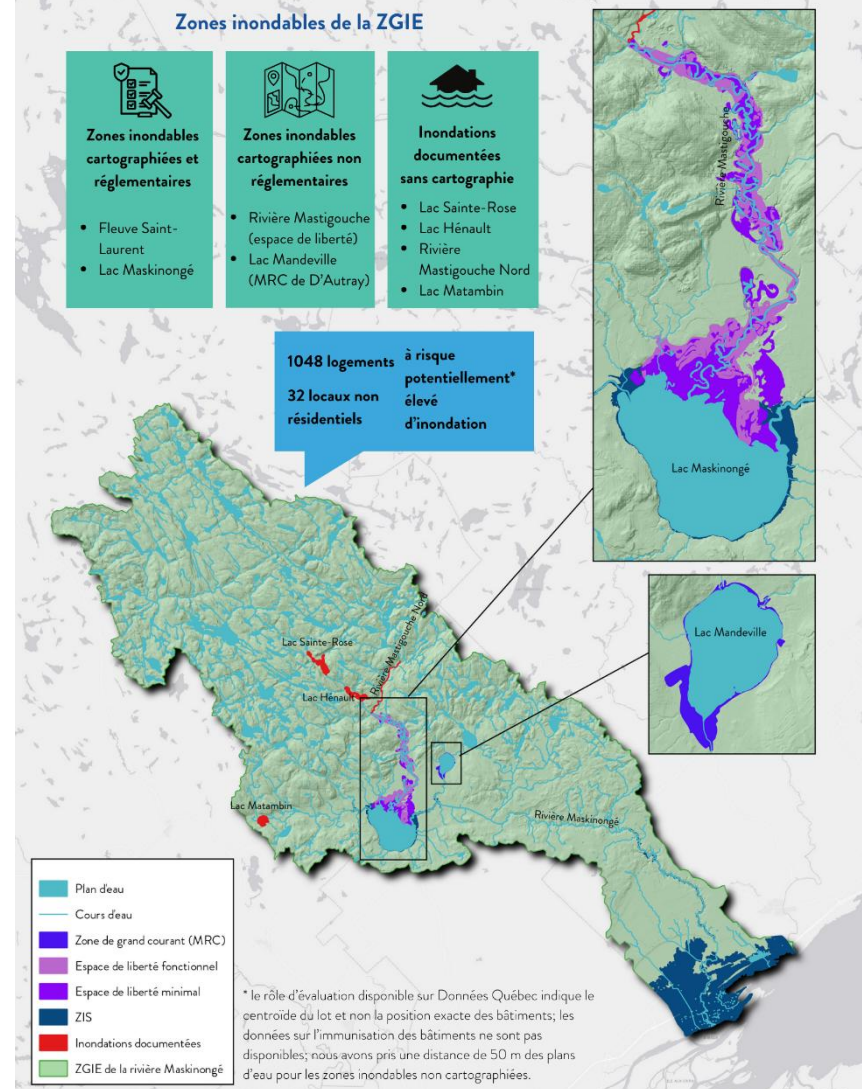 Zones inondables de la ZGIE
Zones inondables
cartographiées et
réglementaires
• Fleuve Saint-
Laurent
• Lac Maskinongé
Zones inondables
cartographiées non
réglementaires
• Rivière Mastigouche
(espace de liberté)
• Lac Mandeville
(MRC de D'Autray)
Inondations
documentées
sans cartographie
• Lac Sainte-Rose
• Lac Hénault
• Rivière
Mastigouche Nord
• Lac Matambin
1048 logements
32 locaux non
résidentiels
à risque
potentiellement*
élevé
d'inondation
Rivière Mastigouche
Lac Maskinongé
Lac Mandeville
Lac Sainte-Rose
Rivière Mastigouche Nord
Lac Hénault
Lac Matambin
Rivière Maskinongé
Plan d'eau
Cours d'eau
Zone de grand courant (MRC)
Espace de liberté fonctionnel
Espace de liberté minimal
ZIS
Inondations documentées
ZGIE de la rivière Maskinongé
* le rôle d'évaluation disponible sur Données Québec indique le
centroïde du lot et non la position exacte des bâtiments; les
données sur l'immunisation des bâtiments ne sont pas
disponibles; nous avons pris une distance de 50 m des plans
d'eau pour les zones inondables non cartographiées.